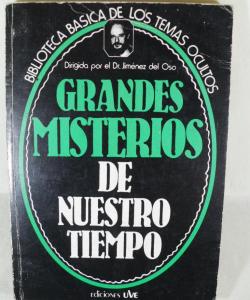 BIBLIOTECA BASICA DE LOS TEMAS OCULTOS
Dirigida por el Dr. Jiménez del Oso
GRANDES
MISTERIOS
DE
NUESTRO
TIEMPO
EDICIONES UVE